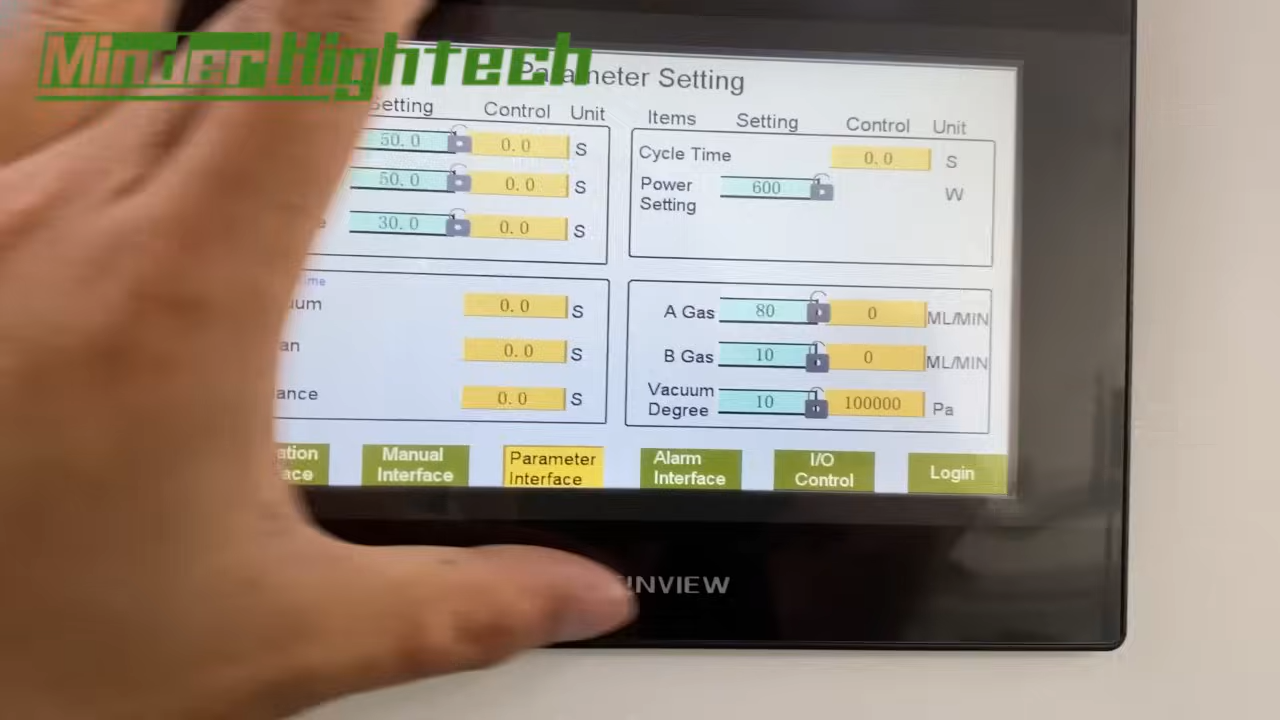 Minder Hightech
Parameter Setting
Setting Control Unit
50.0 0.0 S
50.0 0.0 S
30.0 0.0 S
0.0 S
0.0 S
0.0 S
Items Setting Control Unit
Cycle Time 0.0 S
Power
Setting 600 W
A Gas 80 0 ML/MIN
B Gas 10 0 ML/MIN
Vacuum
Degree 10 100000 Pa
Manual
Interface
Parameter
Interface
Alarm
Interface
I/O
Control
Login
INVIEW